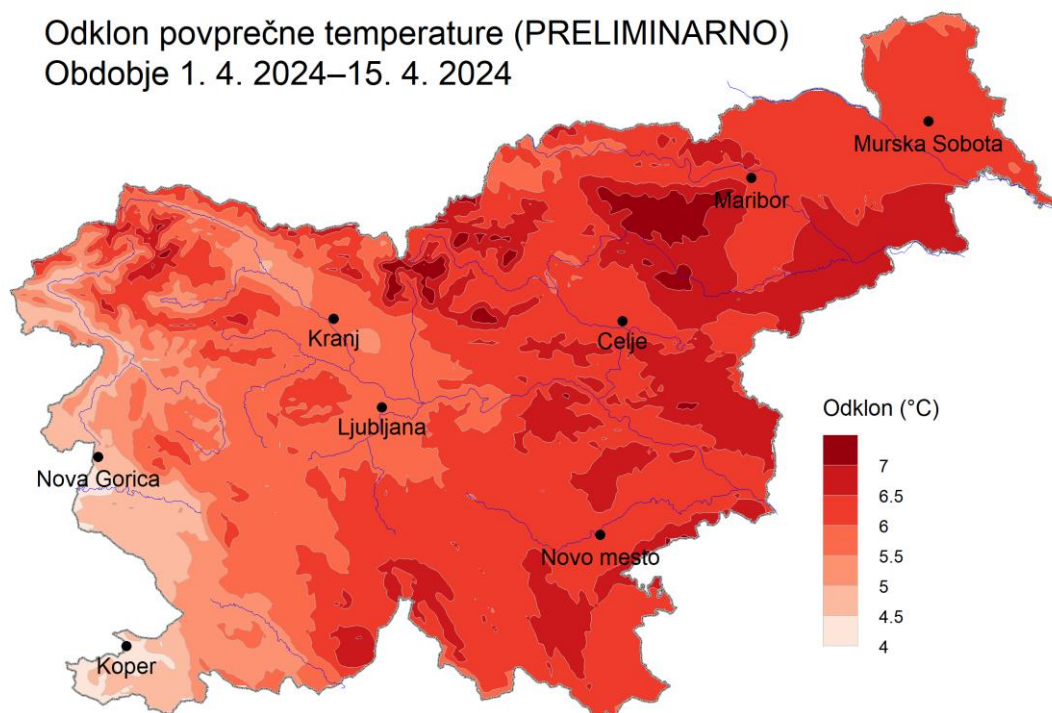 Odklon povprečne temperature (PRELIMINARNO)
Obdobje 1. 4. 2024–15. 4. 2024
Murska Sobota
Maribor
Kranj
Celje
Ljubljana
Nova Gorica
Novo mesto
Koper
Odklon (°C)
7
6.5
6
5.5
5
4.5
4